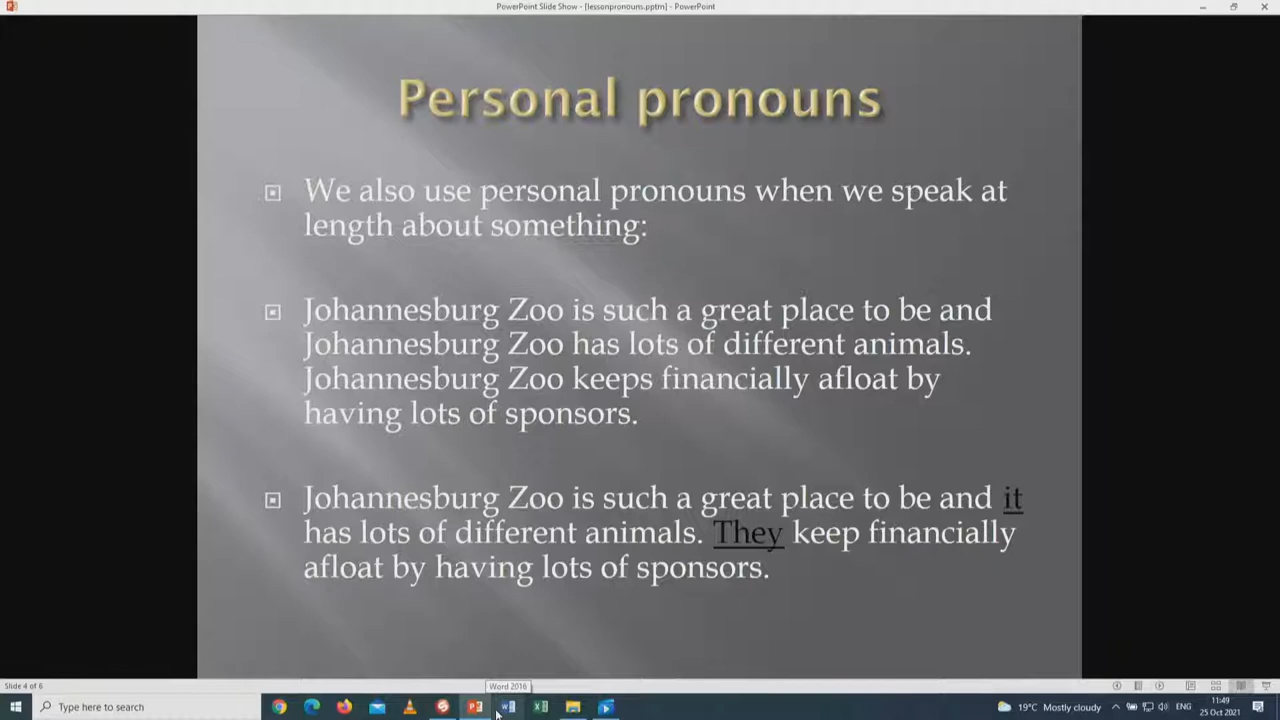 PowerPoint Slide Show - [lessonpronouns.pptm] - PowerPoint
Personal pronouns
We also use personal pronouns when we speak at
length about something:
Johannesburg Zoo is such a great place to be and
Johannesburg Zoo has lots of different animals.
Johannesburg Zoo keeps financially afloat by
having lots of sponsors.
Johannesburg Zoo is such a great place to be and it
has lots of different animals. They keep financially
afloat by having lots of sponsors.
Slide 4 of 6
Word 2016
Type here to search
19°C Mostly cloudy
ENG
11:49
25 Oct 2021